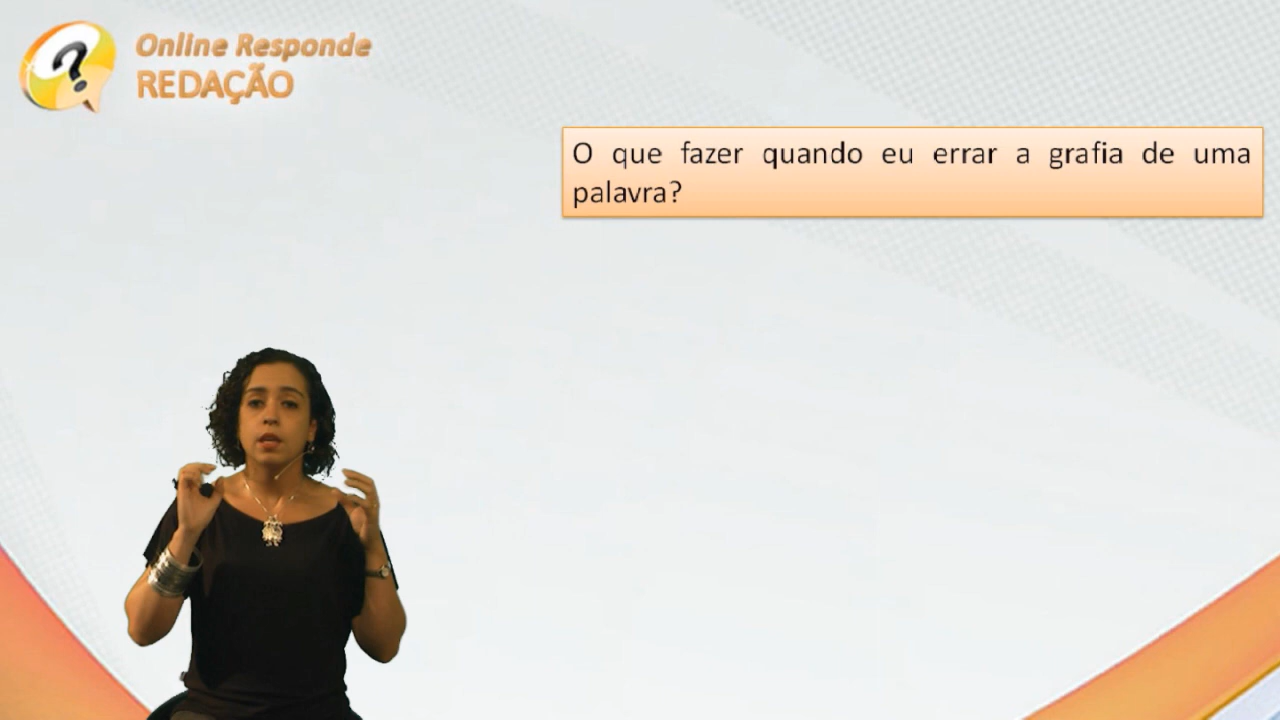 Online Responde
REDAÇÃO
O que fazer quando eu errar a grafia de uma
palavra?